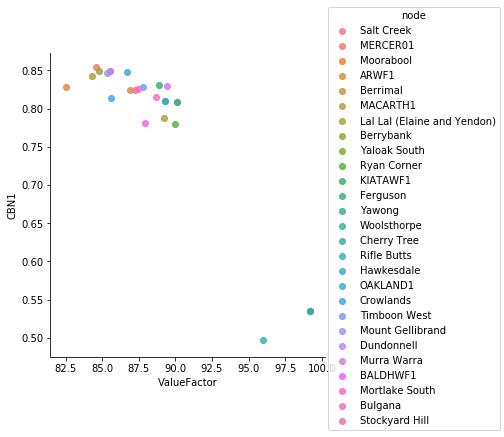 node
Salt Creek
MERCER01
Moorabool
ARWF1
Berrimal
MACARTH1
Lal Lal (Elaine and Yendon)
Berrybank
Yaloak South
Ryan Corner
KIATAWF1
Ferguson
Yawong
Woolsthorpe
Cherry Tree
Rifle Butts
Hawkesdale
OAKLAND1
Crowlands
Timboon West
Mount Gellibrand
Dundonnell
Murra Warra
BALDHWF1
Mortlake South
Bulgana
Stockyard Hill
0.85
0.80
0.75
0.70
0.65
0.60
0.55
0.50
CBN1
82.5 85.0 87.5 90.0 92.5 95.0 97.5 100.0
ValueFactor